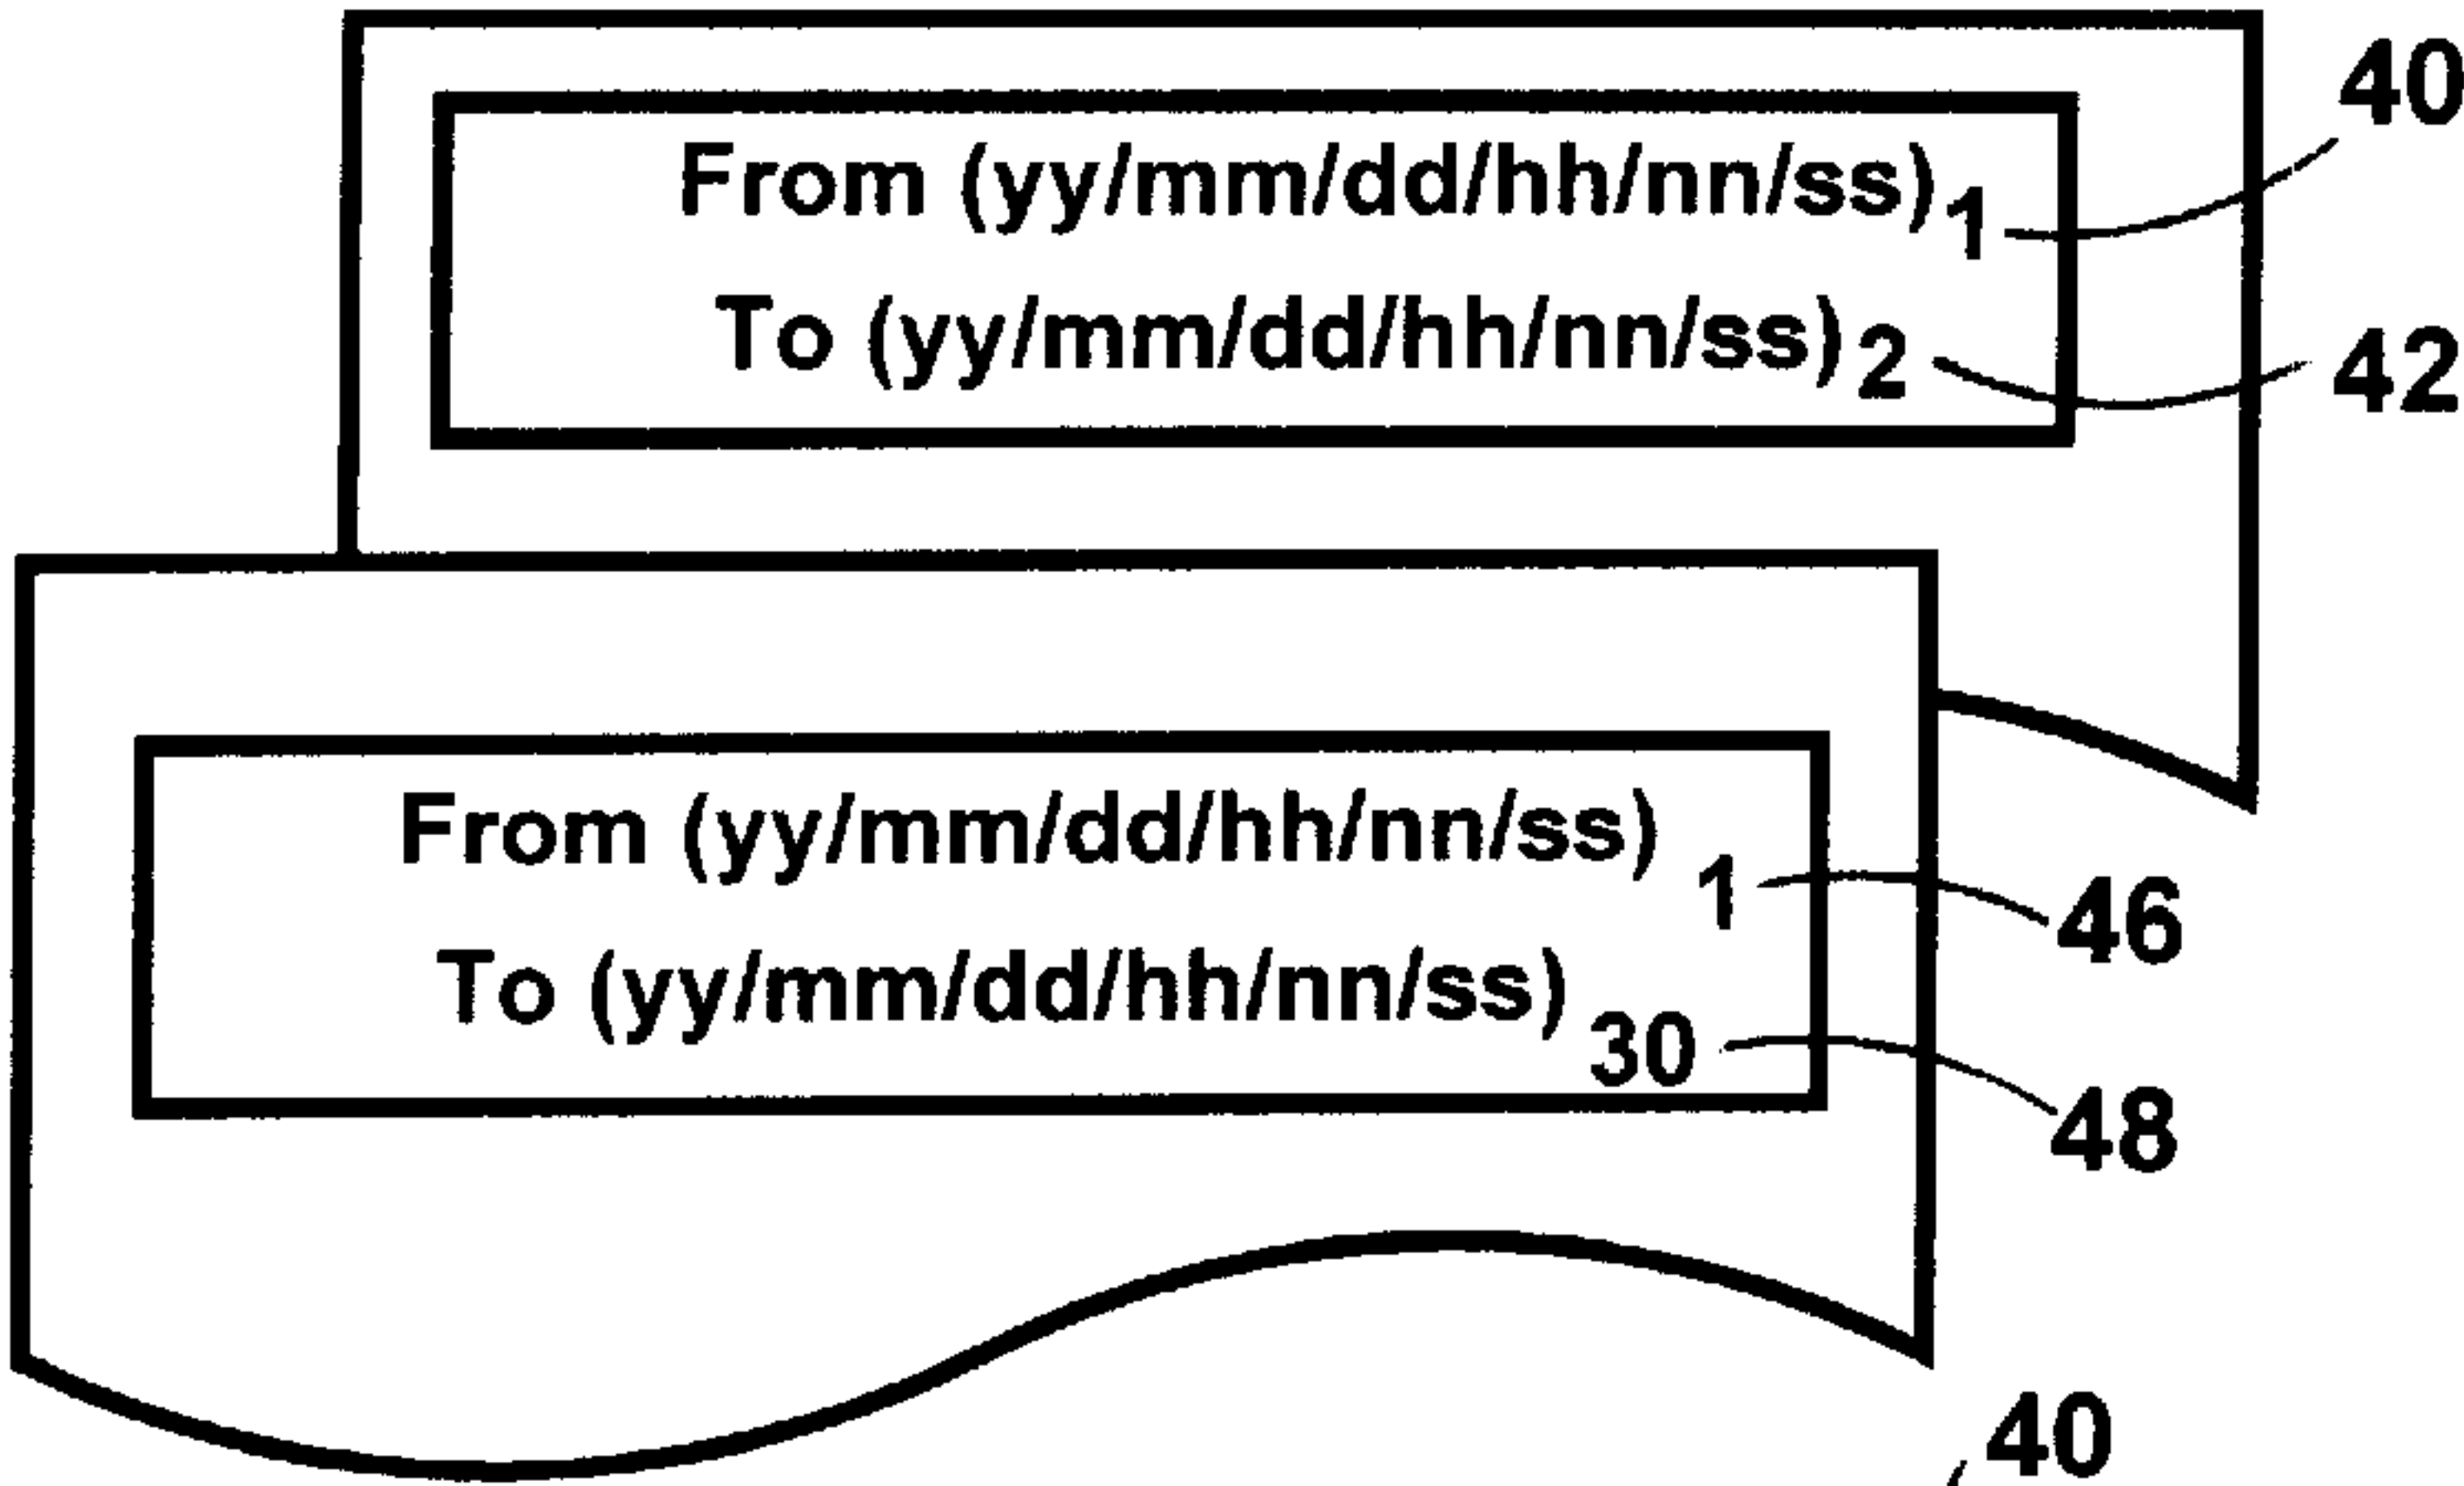 From (yy/mm/dd/hh/nn/ss)1 40
To (yy/mm/dd/hh/nn/ss)2 42
From (yy/mm/dd/hh/nn/ss) 1 46
To (yy/mm/dd/hh/nn/ss) 30 48
40